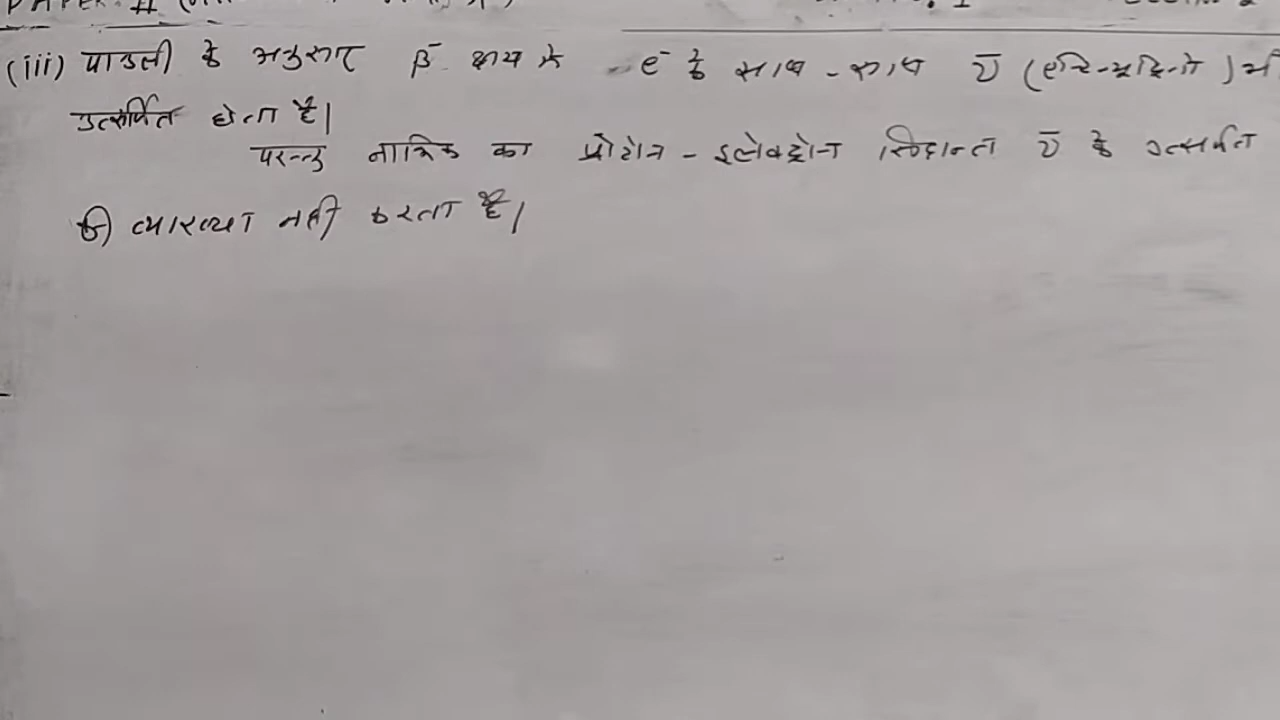 (iii) पाउली के अनुसार β⁻ क्षय में e⁻ के साथ - साथ ν̅ (एन्टि-न्यूट्रिनो) भी
उत्सर्जित होता है।
परन्तु नाभिक का प्रोटोन - इलेक्ट्रोन सिद्धान्त ν̅ के उत्सर्जन
की व्याख्या नही करता है।